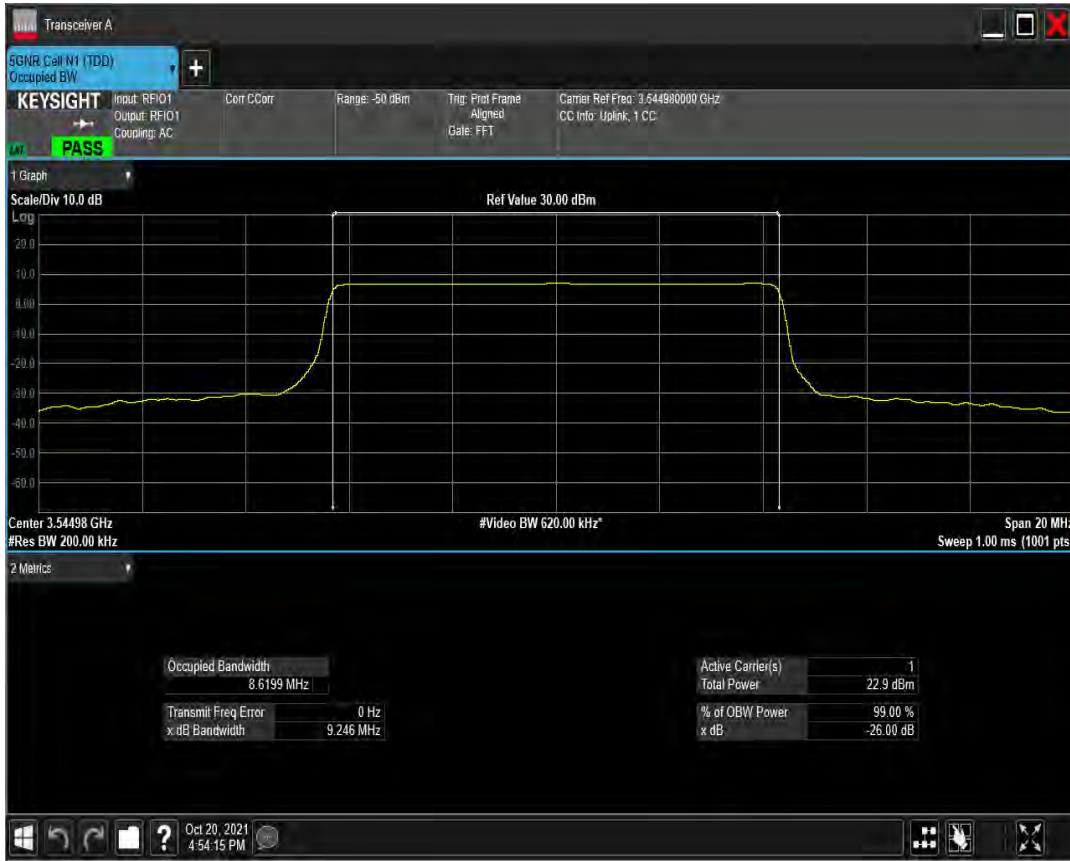 Transceiver A
5GNR Cell N1 (TDD)
Occupied BW
+
KEYSIGHT
Input: RFIO1
Output: RFIO1
Coupling: AC
Corr CCorr
Range: -50 dBm
Trig: Prot Frame
Aligned
Gate: FFT
Carrier Ref Freq: 3.544980000 GHz
CC Info: Uplink, 1 CC
PASS
1 Graph
Scale/Div 10.0 dB
Ref Value 30.00 dBm
Log
20.0
10.0
0.00
-10.0
-20.0
-30.0
-40.0
-50.0
-60.0
Center 3.54498 GHz
#Video BW 620.00 kHz*
Span 20 MHz
#Res BW 200.00 kHz
Sweep 1.00 ms (1001 pts
2 Metrics
Occupied Bandwidth
8.6199 MHz
Transmit Freq Error 0 Hz
x dB Bandwidth 9.246 MHz
Active Carrier(s) 1
Total Power 22.9 dBm
% of OBW Power 99.00 %
x dB -26.00 dB
?
Oct 20, 2021
4:54:15 PM